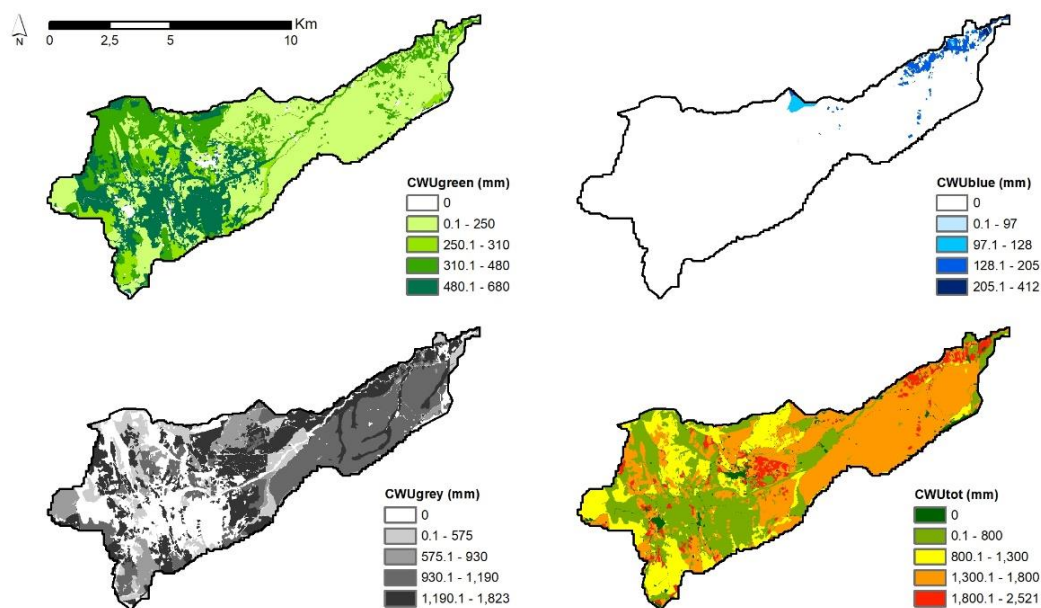 Km
N
0 2,5 5 10
CWUgreen (mm)
0
0.1 - 250
250.1 - 310
310.1 - 480
480.1 - 680
CWUblue (mm)
0
0.1 - 97
97.1 - 128
128.1 - 205
205.1 - 412
CWUgrey (mm)
0
0.1 - 575
575.1 - 930
930.1 - 1,190
1,190.1 - 1,823
CWUtot (mm)
0
0.1 - 800
800.1 - 1,300
1,300.1 - 1,800
1,800.1 - 2,521